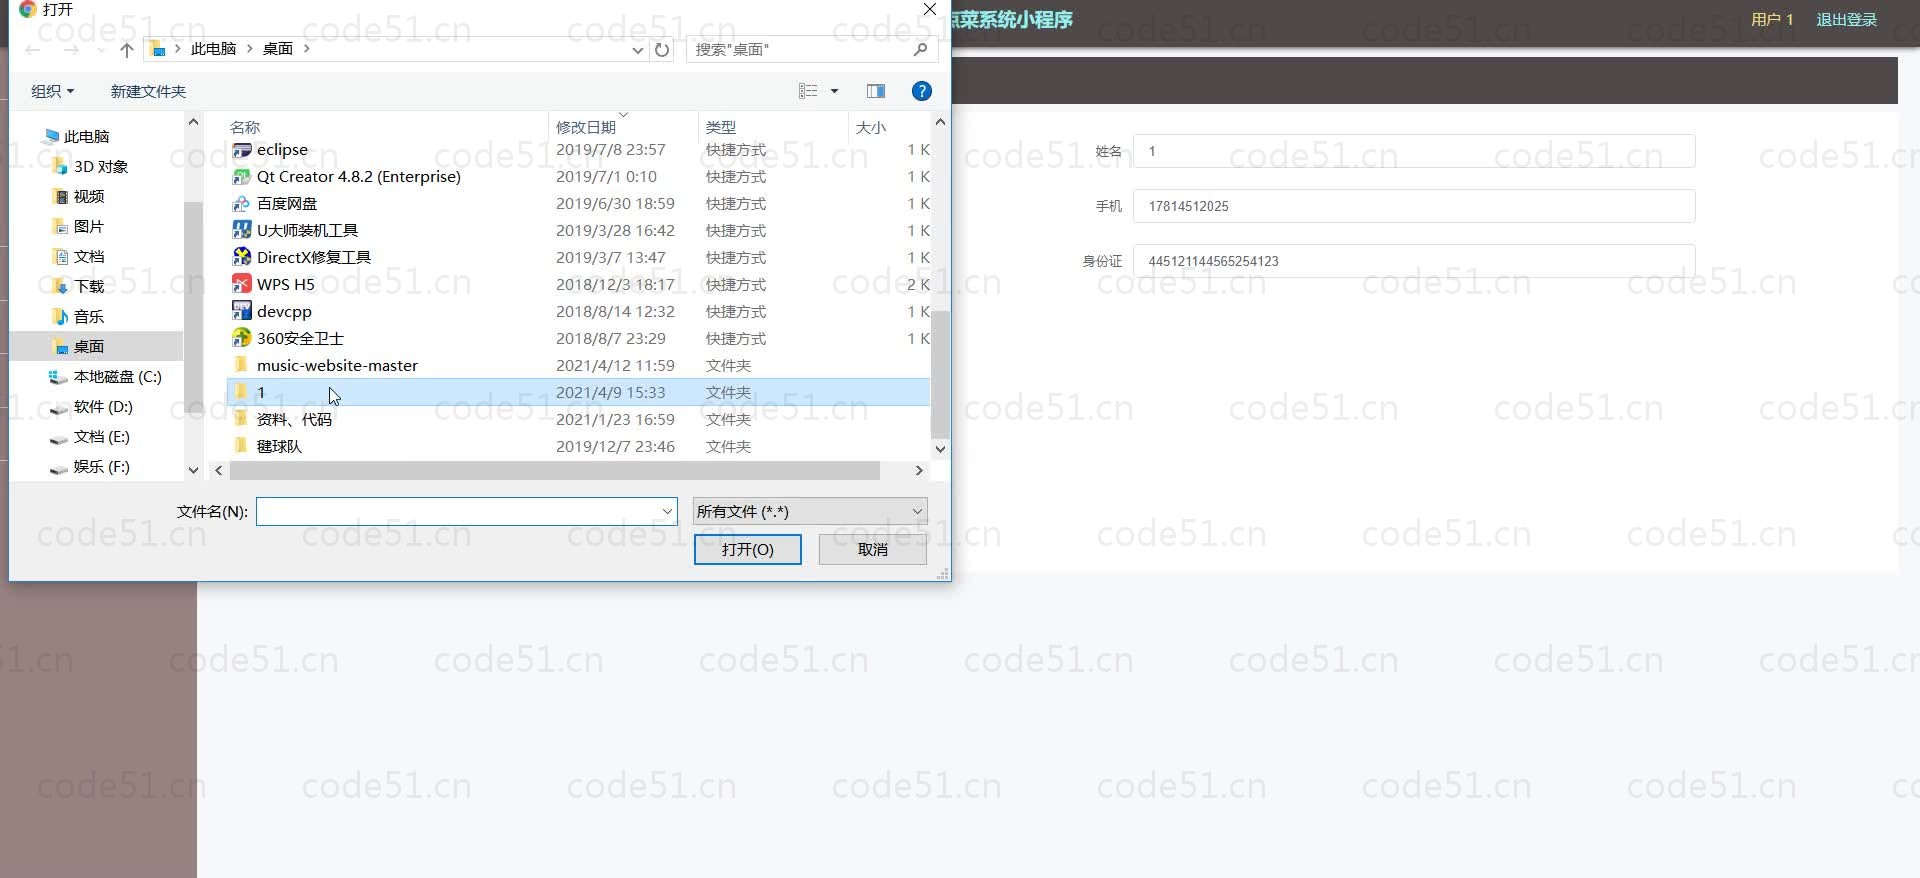 打开
点菜系统小程序
用户 1
退出登录
此电脑 > 桌面 >
搜索"桌面"
组织
新建文件夹
此电脑
3D 对象
视频
图片
文档
下载
音乐
桌面
本地磁盘 (C:)
软件 (D:)
文档 (E:)
娱乐 (F:)
名称 修改日期 类型 大小
eclipse 2019/7/8 23:57 快捷方式 1 K
Qt Creator 4.8.2 (Enterprise) 2019/7/1 0:10 快捷方式 1 K
百度网盘 2019/6/30 18:59 快捷方式 1 K
U大师装机工具 2019/3/28 16:42 快捷方式 1 K
DirectX修复工具 2019/3/7 13:47 快捷方式 1 K
WPS H5 2018/12/3 18:17 快捷方式 2 K
devcpp 2018/8/14 12:32 快捷方式 1 K
360安全卫士 2018/8/7 23:29 快捷方式 1 K
music-website-master 2021/4/12 11:59 文件夹
1 2021/4/9 15:33 文件夹
资料、代码 2021/1/23 16:59 文件夹
毽球队 2019/12/7 23:46 文件夹
文件名(N):
所有文件 (*.*)
打开(O)
取消
姓名 1
手机 17814512025
身份证 445121144565254123
code51.cn